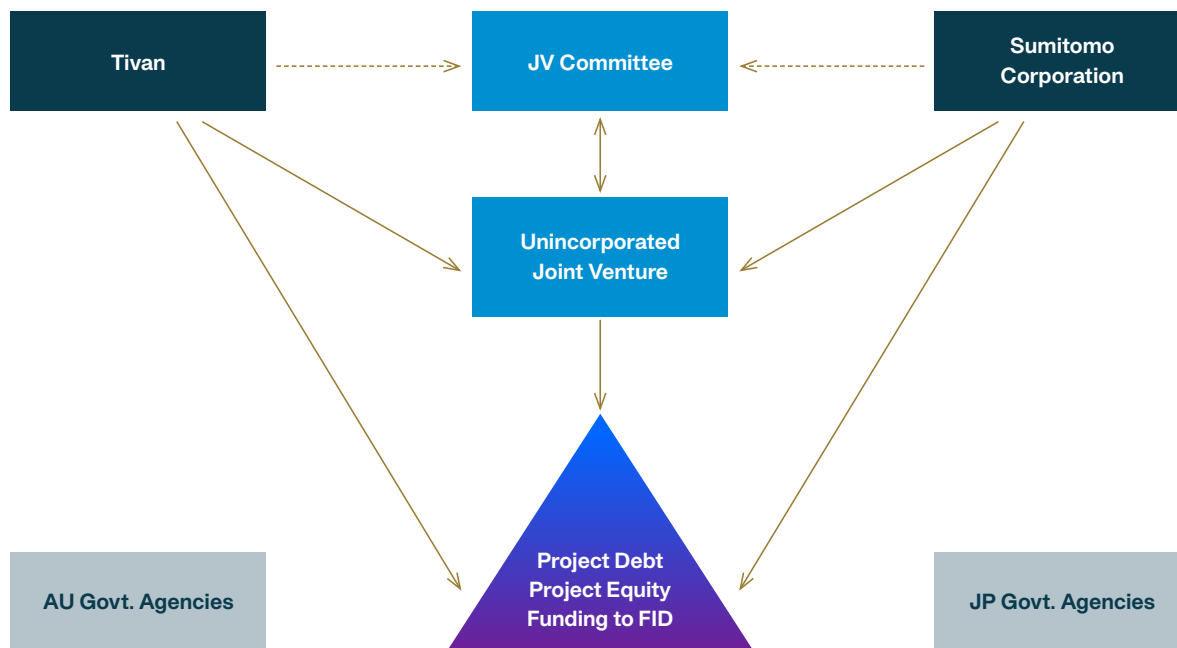 Tivan
JV Committee
Sumitomo
Corporation
Unincorporated
Joint Venture
Project Debt
Project Equity
Funding to FID
AU Govt. Agencies
JP Govt. Agencies